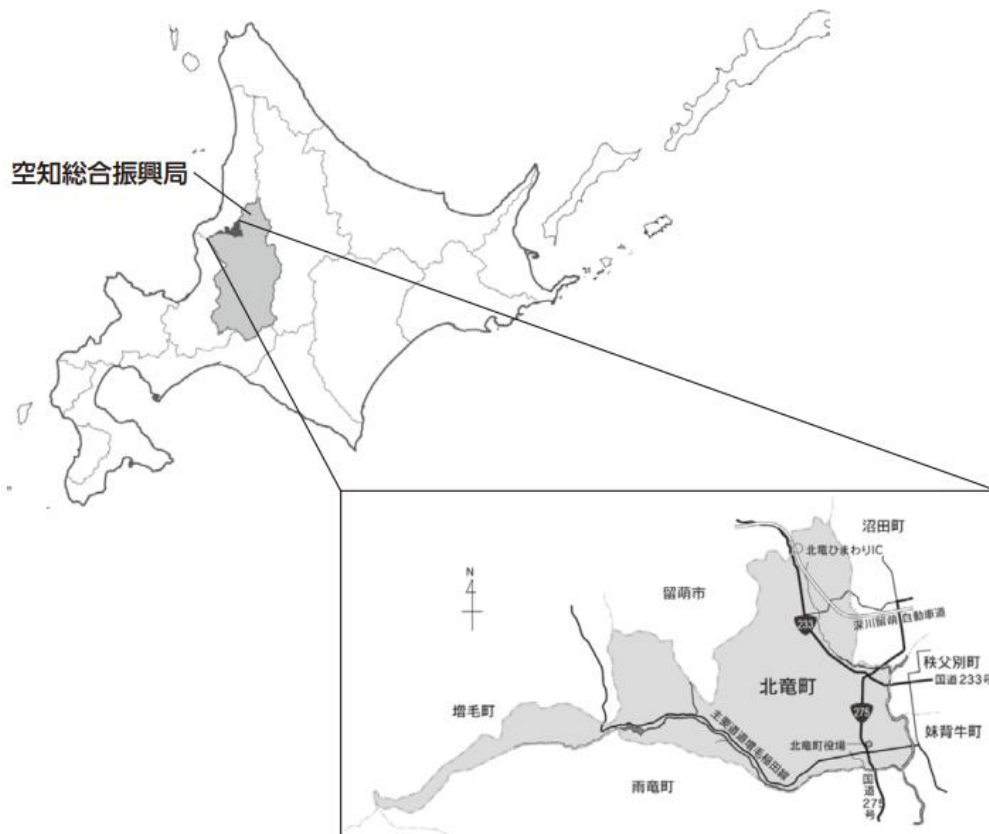 空知総合振興局
沼田町
北竜ひまわりIC
N
留萌市
深川留萌自動車道
233
秩父別町
国道233号
北竜町
増毛町
275
妹背牛町
主要道道増毛稲田線
北竜町役場
雨竜町
国道275号